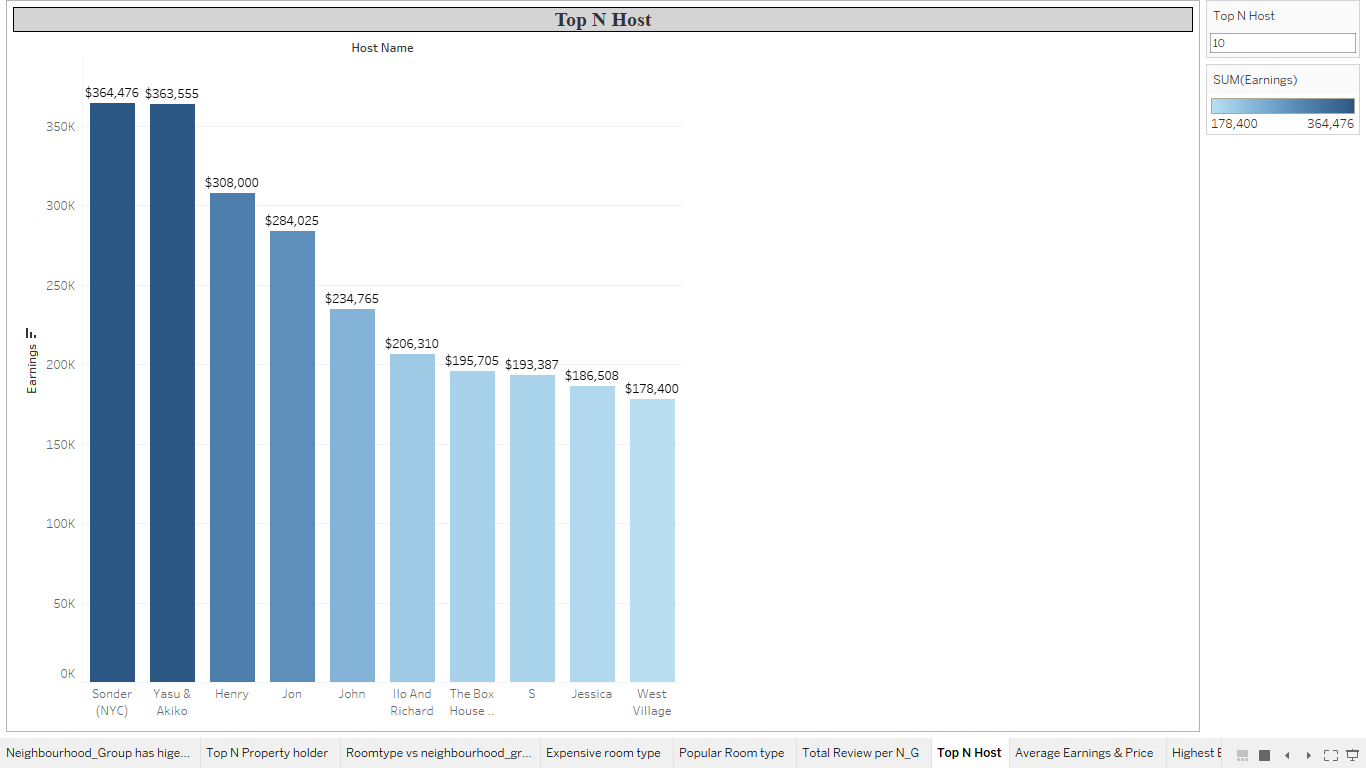 Top N Host
Host Name
$364,476 $363,555
$308,000
$284,025
$234,765
$206,310
$195,705
$193,387
$186,508
$178,400
350K
300K
250K
200K
150K
100K
50K
0K
Earnings
Sonder (NYC)
Yasu & Akiko
Henry
Jon
John
Ilo And Richard
The Box House ..
S
Jessica
West Village
Top N Host
10
SUM(Earnings)
178,400 364,476
Neighbourhood_Group has hige... Top N Property holder Roomtype vs neighbourhood_gr... Expensive room type Popular Room type Total Review per N_G Top N Host Average Earnings & Price Highest E